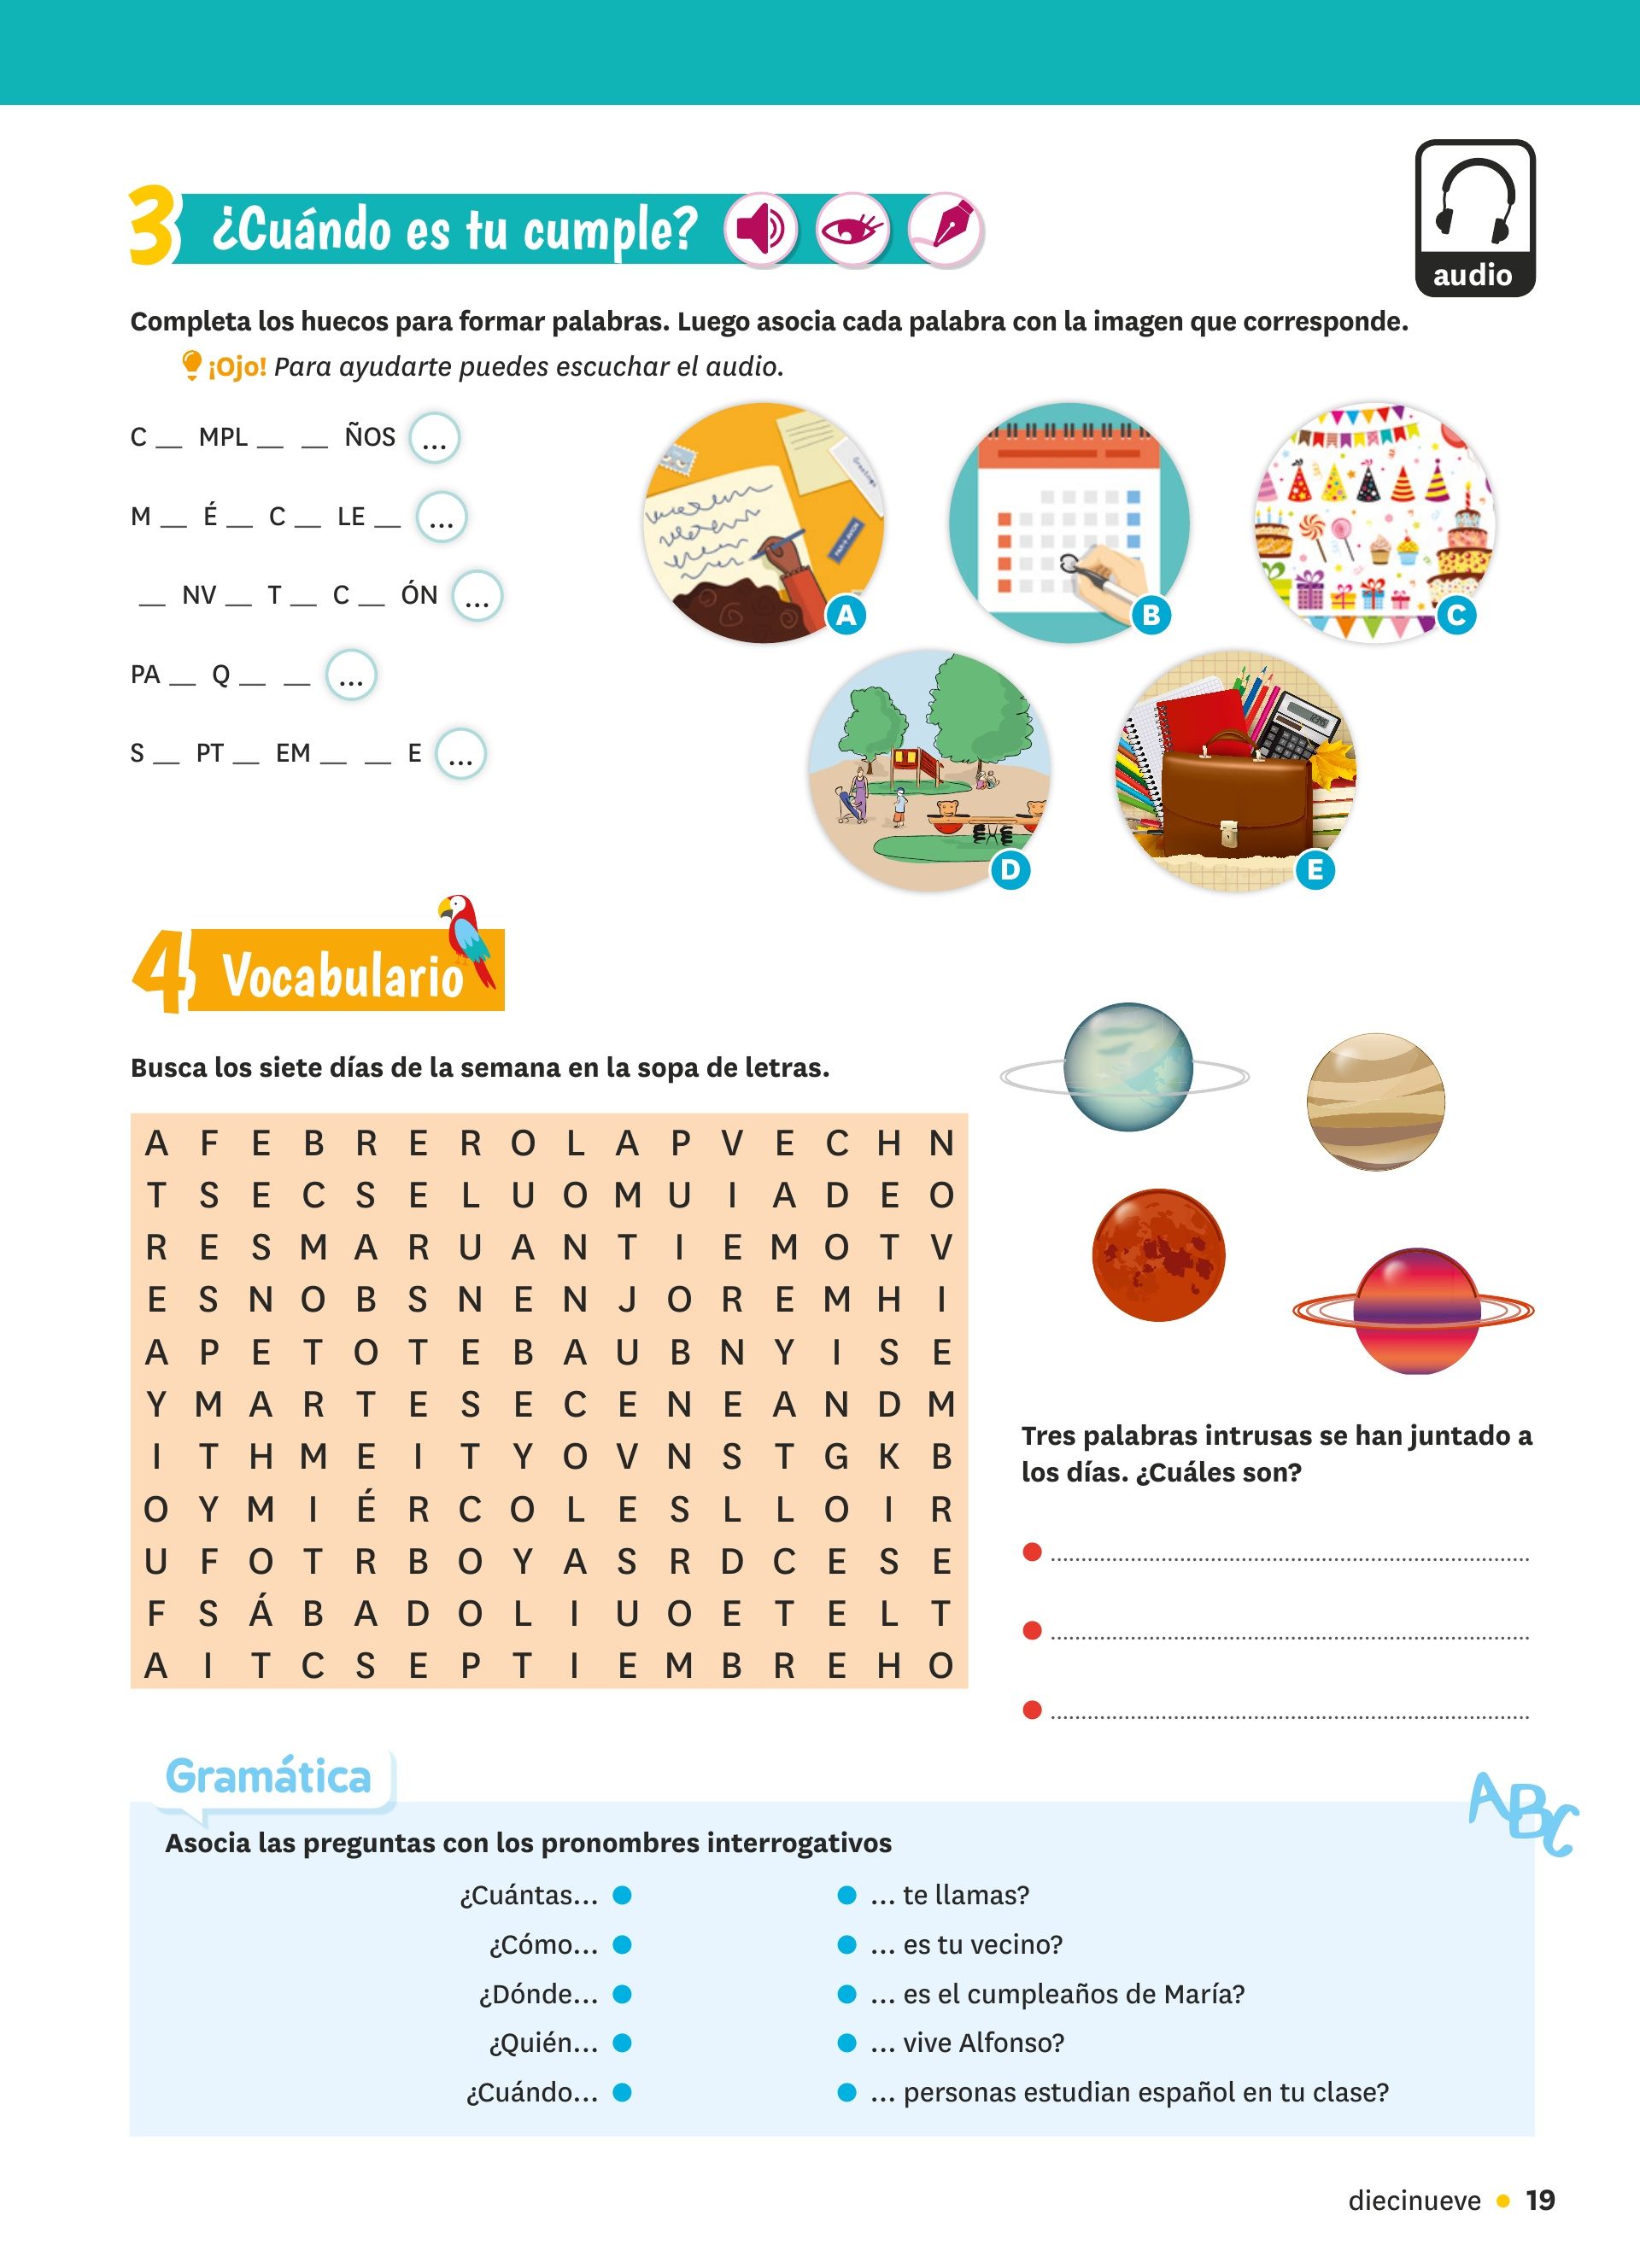 3 ¿Cuándo es tu cumple?
audio
Completa los huecos para formar palabras. Luego asocia cada palabra con la imagen que corresponde.
¡Ojo! Para ayudarte puedes escuchar el audio.
C __ MPL __ __ ÑOS ...
M __ É __ C __ LE __ ...
__ NV __ T __ C __ ÓN ...
PA __ Q __ __ ...
S __ PT __ EM __ __ E ...
A
B
C
D
E
4 Vocabulario
Busca los siete días de la semana en la sopa de letras.
A F E B R E R O L A P V E C H N
T S E C S E L U O M U I A D E O
R E S M A R U A N T I E M O T V
E S N O B S N E N J O R E M H I
A P E T O T E B A U B N Y I S E
Y M A R T E S E C E N E A N D M
I T H M E I T Y O V N S T G K B
O Y M I É R C O L E S L L O I R
U F O T R B O Y A S R D C E S E
F S Á B A D O L I U O E T E L T
A I T C S E P T I E M B R E H O
Tres palabras intrusas se han juntado a
los días. ¿Cuáles son?
Gramática
ABC
Asocia las preguntas con los pronombres interrogativos
¿Cuántas... ... te llamas?
¿Cómo... ... es tu vecino?
¿Dónde... ... es el cumpleaños de María?
¿Quién... ... vive Alfonso?
¿Cuándo... ... personas estudian español en tu clase?
diecinueve • 19